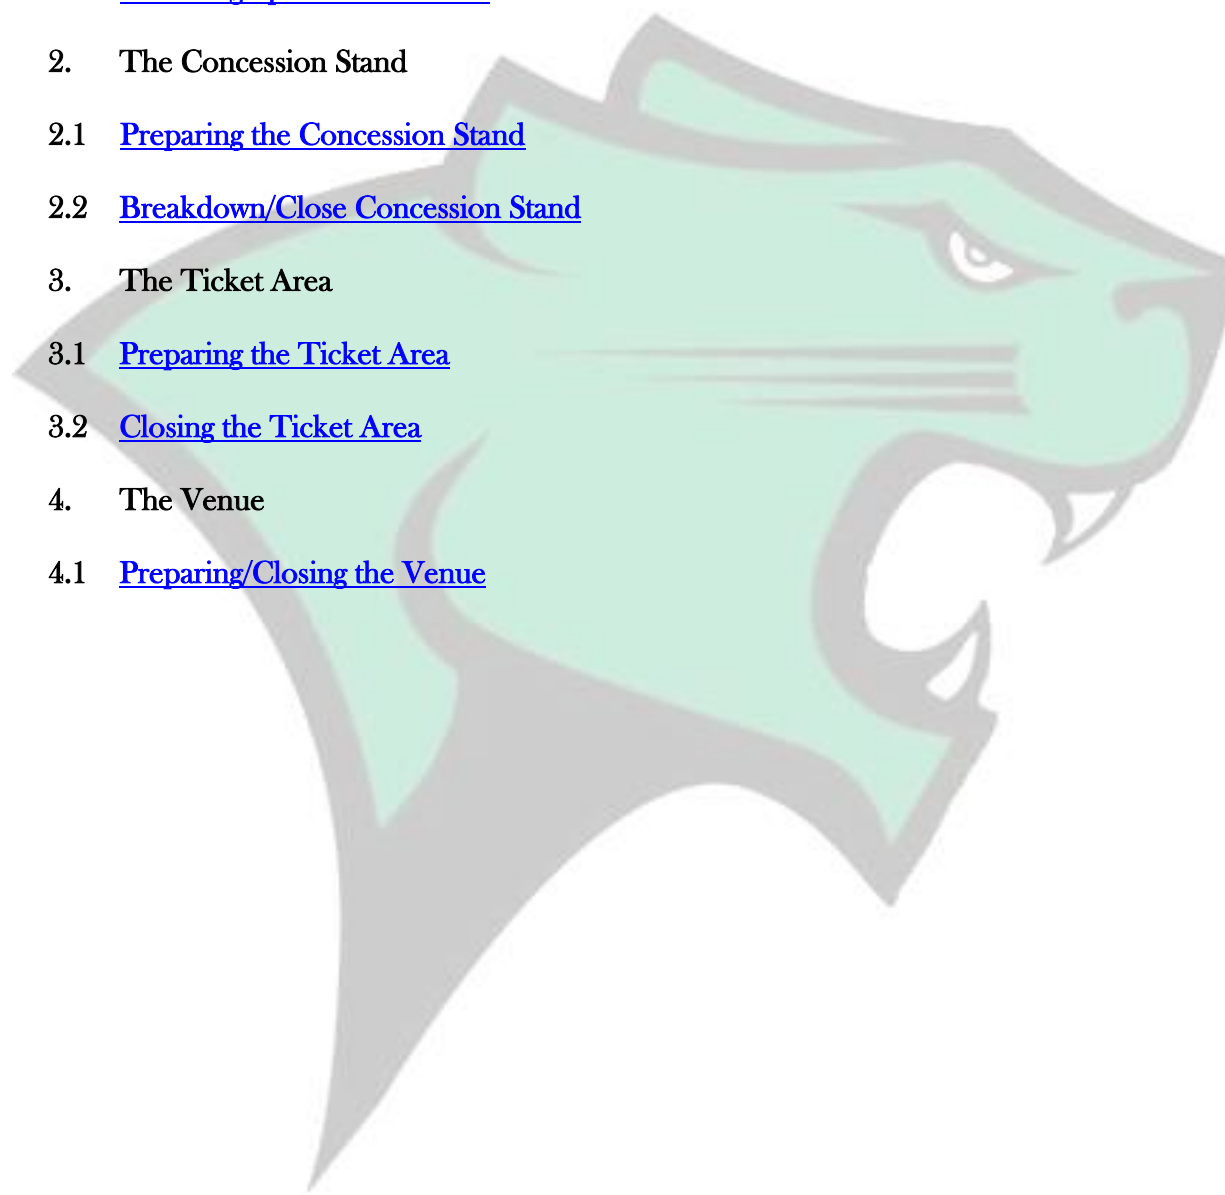 2. The Concession Stand
2.1 Preparing the Concession Stand
2.2 Breakdown/Close Concession Stand
3. The Ticket Area
3.1 Preparing the Ticket Area
3.2 Closing the Ticket Area
4. The Venue
4.1 Preparing/Closing the Venue